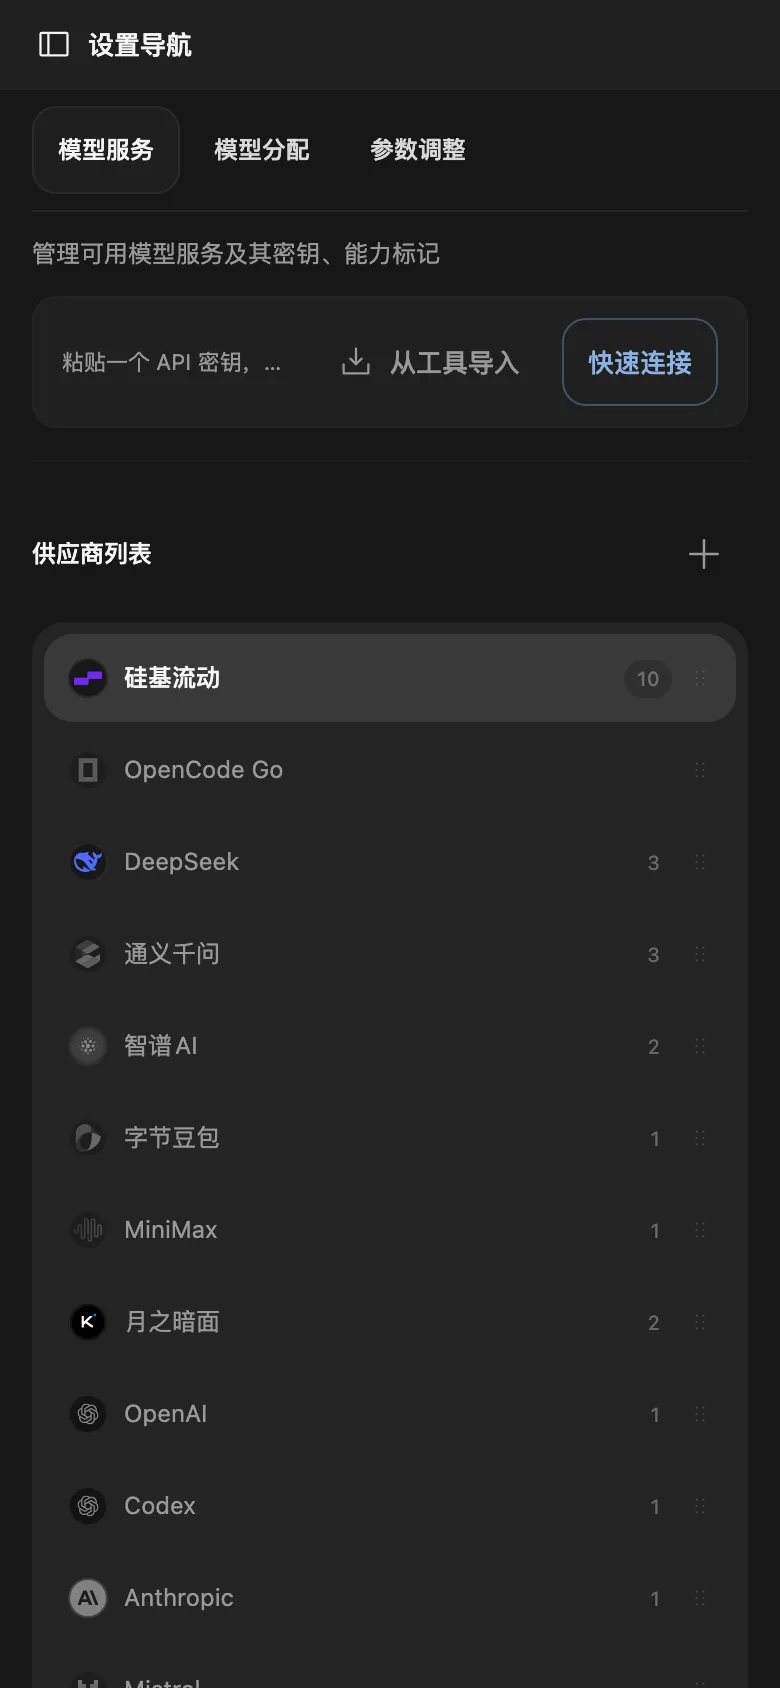 设置导航
模型服务 模型分配 参数调整
管理可用模型服务及其密钥、能力标记
粘贴一个 API 密钥，... 从工具导入 快速连接
供应商列表
硅基流动 10
OpenCode Go
DeepSeek 3
通义千问 3
智谱 AI 2
字节豆包 1
MiniMax 1
月之暗面 2
OpenAI 1
Codex 1
Anthropic 1
Mistral